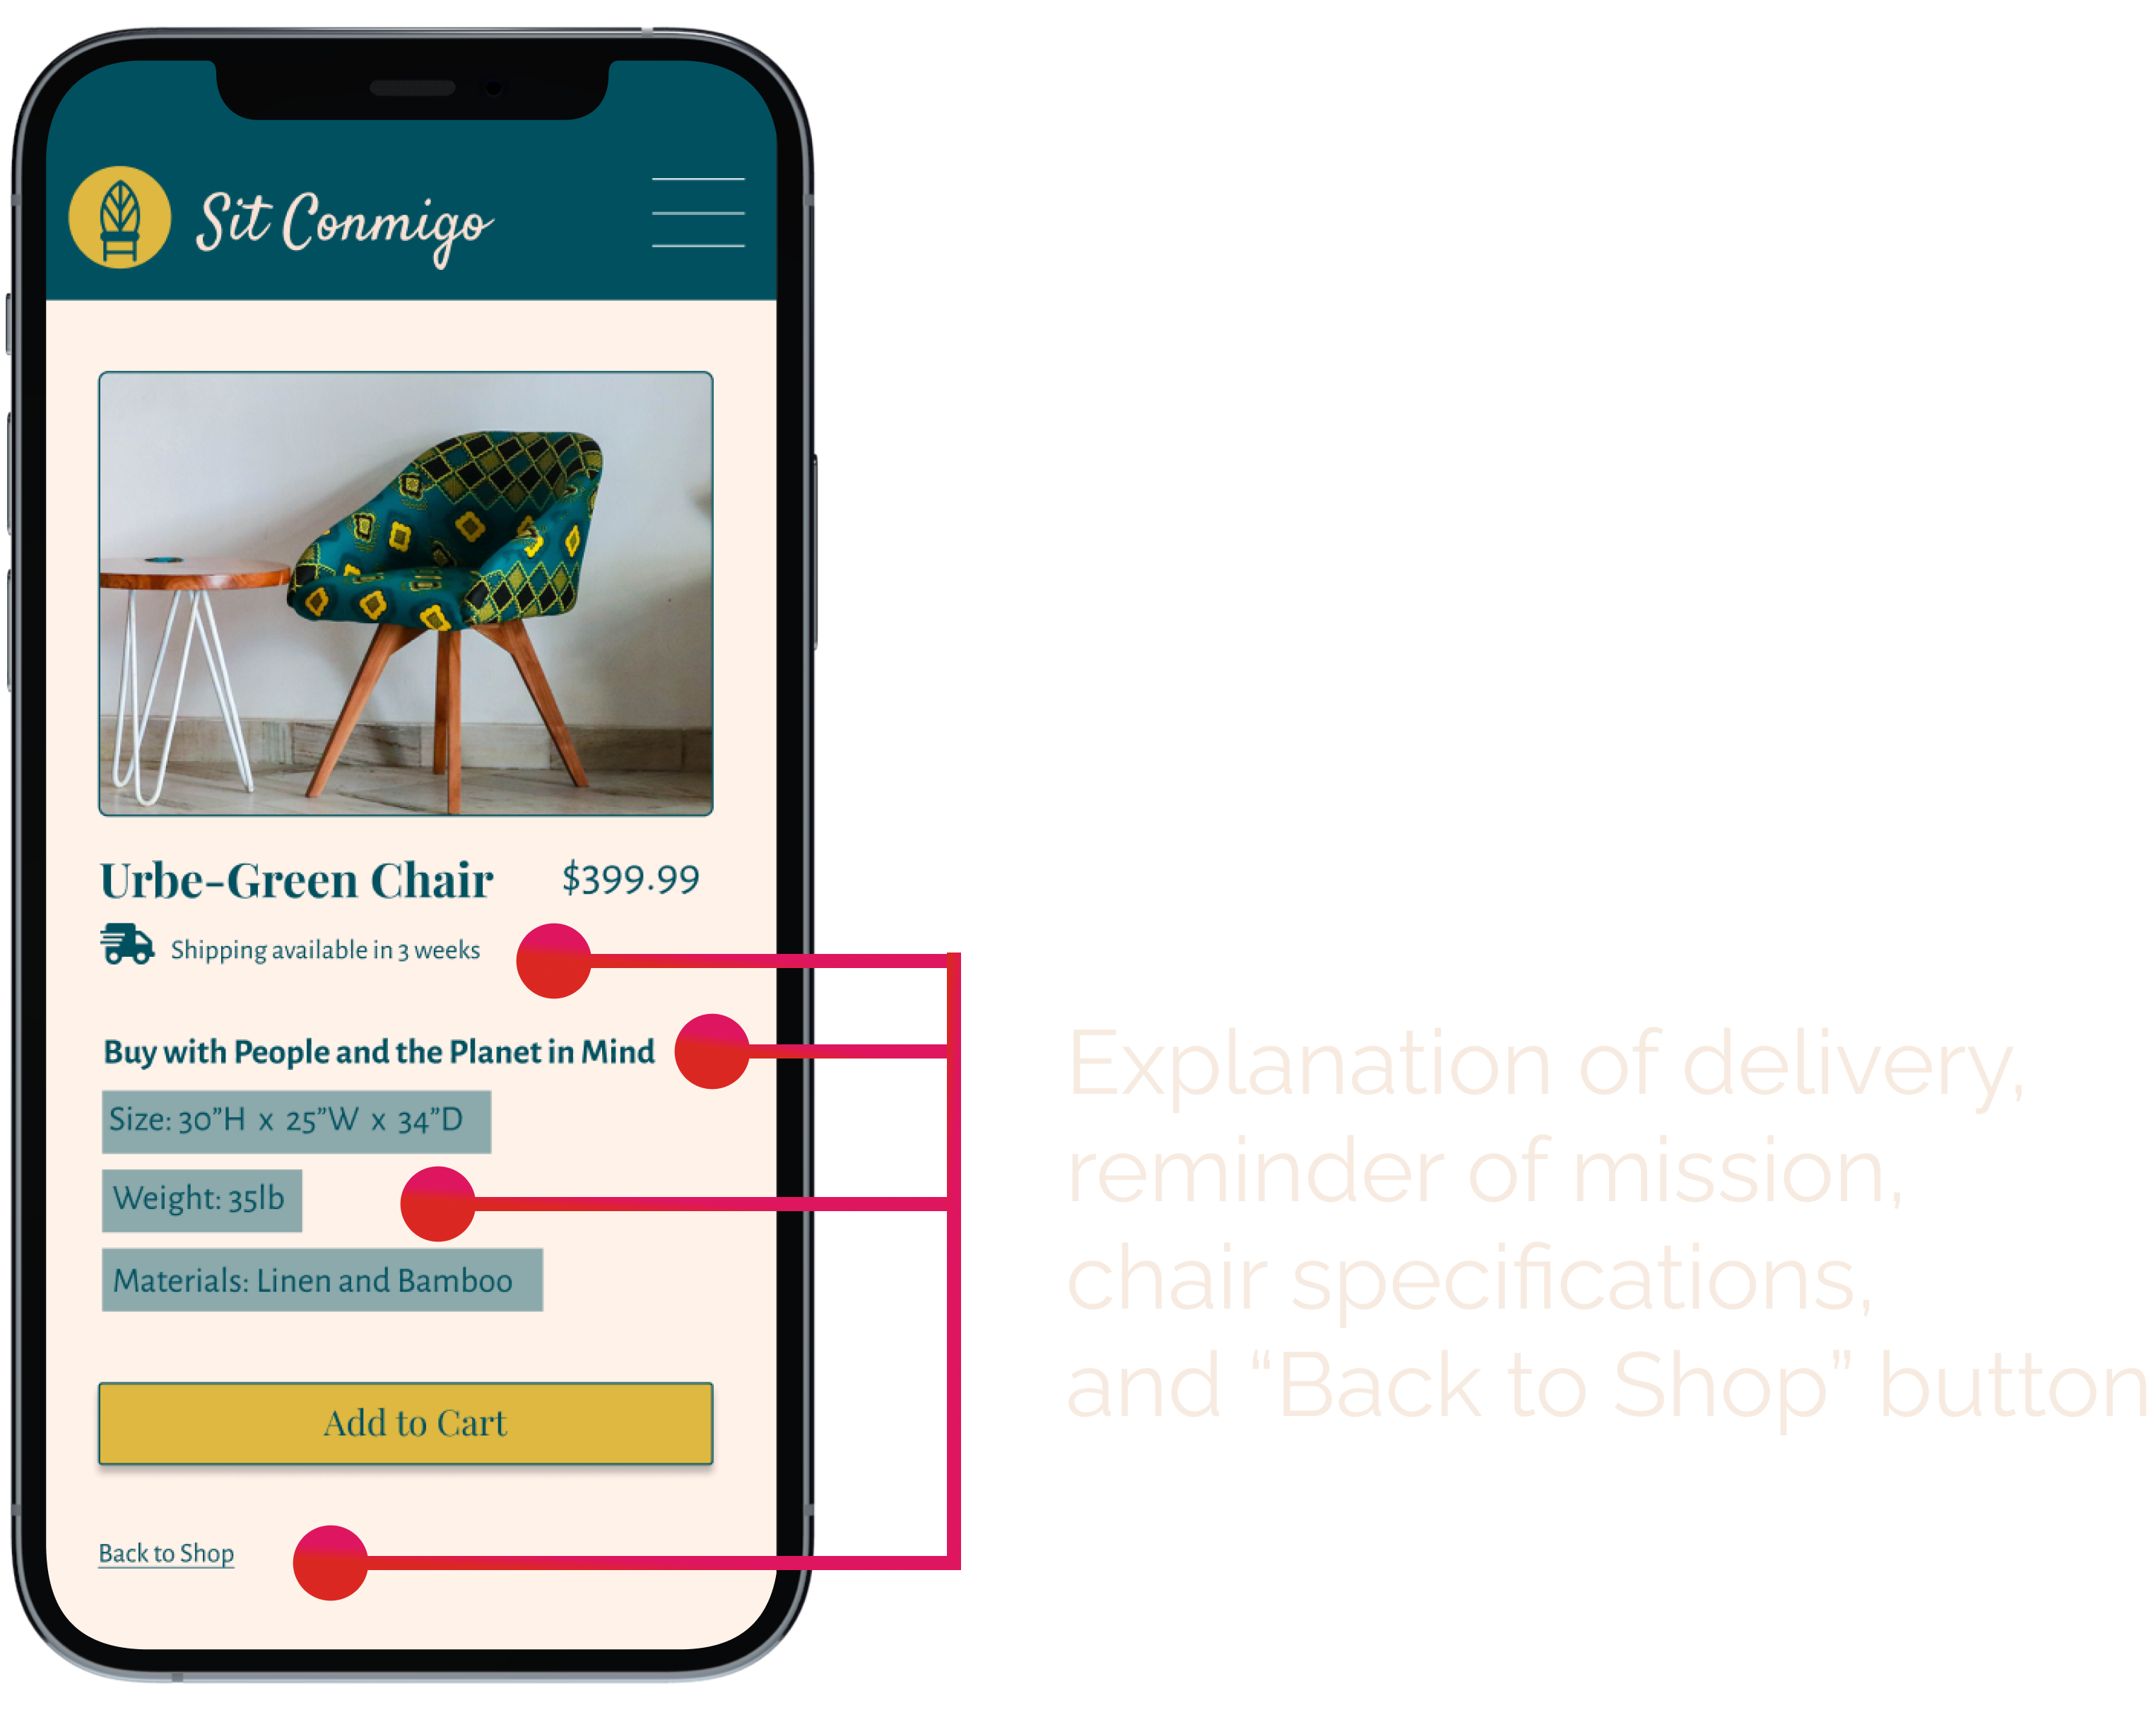 Sit Conmigo
Urbe-Green Chair $399.99
Shipping available in 3 weeks
Buy with People and the Planet in Mind
Size: 30”H x 25”W x 34”D
Weight: 35lb
Materials: Linen and Bamboo
Add to Cart
Back to Shop
Explanation of delivery,
reminder of mission,
chair specifications,
and “Back to Shop” button